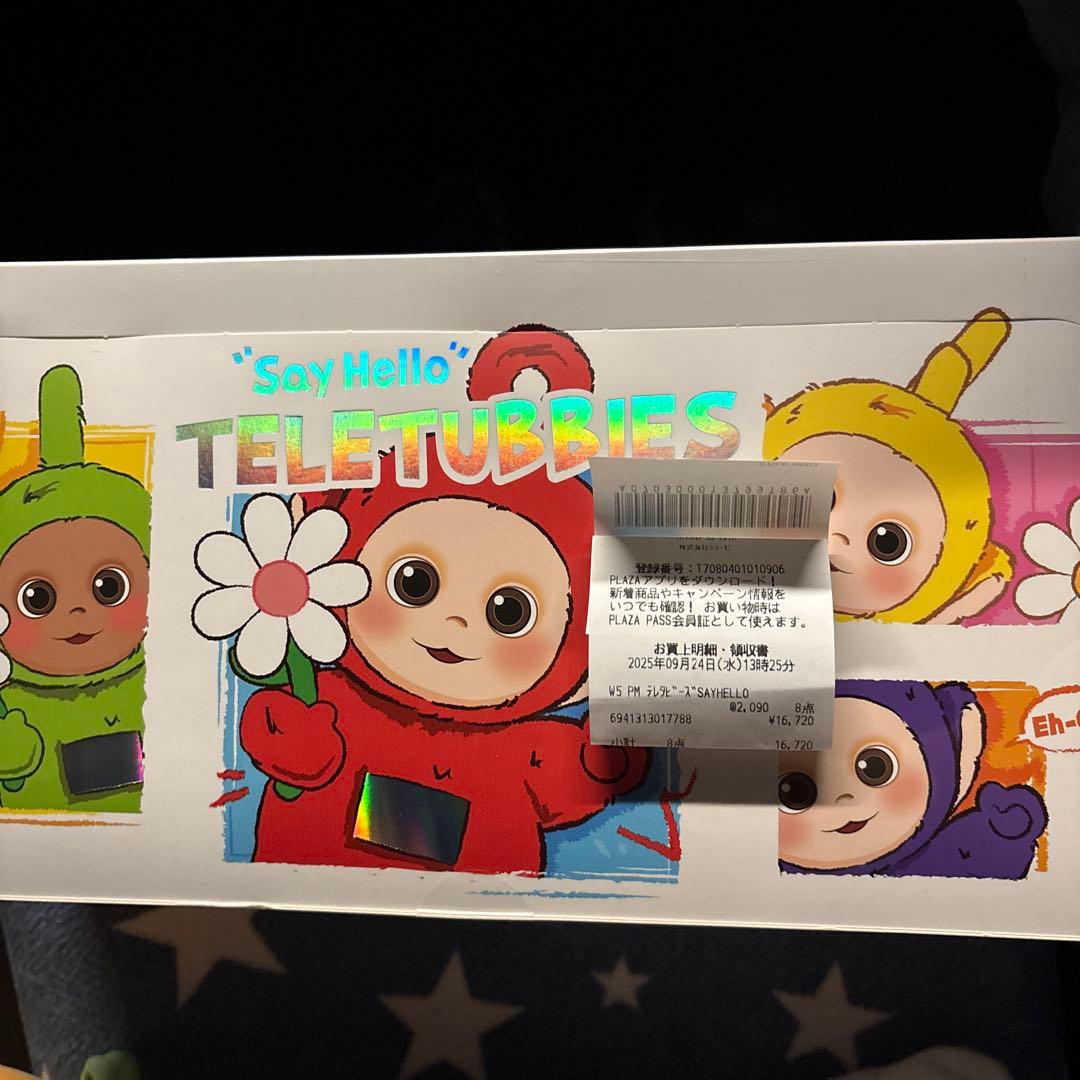 "Say Hello"
TELETUBBIES
A0703000013799186A
登録番号:T7080401010906
PLAZAアプリをダウンロード!
新着商品やキャンペーン情報を
いつでも確認! お買い物時は
PLAZA PASS会員証として使えます。
お買上明細・領収書
2025年09月24日(水)13時25分
W5 PM テレタビーズSAYHELLO
@2,090 8点
6941313017788 ¥16,720
小計 8点 16,720